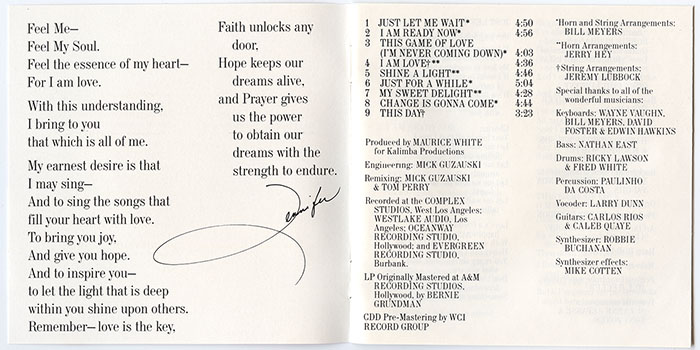 Feel Me—
Feel My Soul.
Feel the essence of my heart—
For I am love.
With this understanding,
I bring to you
that which is all of me.
My earnest desire is that
I may sing—
And to sing the songs that
fill your heart with love.
To bring you joy,
And give you hope.
And to inspire you—
to let the light that is deep
within you shine upon others.
Remember—love is the key,
Faith unlocks any
door,
Hope keeps our
dreams alive,
and Prayer gives
us the power
to obtain our
dreams with the
strength to endure.
Jennifer
1 JUST LET ME WAIT* 4:50
2 I AM READY NOW* 4:56
3 THIS GAME OF LOVE
(I'M NEVER COMING DOWN)* 4:03
4 I AM LOVE†** 4:36
5 SHINE A LIGHT** 4:46
6 JUST FOR A WHILE* 5:04
7 MY SWEET DELIGHT** 4:28
8 CHANGE IS GONNA COME* 4:44
9 THIS DAY† 3:23
Produced by MAURICE WHITE
for Kalimba Productions
Engineering: MICK GUZAUSKI
Remixing: MICK GUZAUSKI
& TOM PERRY
Recorded at the COMPLEX
STUDIOS, West Los Angeles;
WESTLAKE AUDIO, Los
Angeles; OCEANWAY
RECORDING STUDIO,
Hollywood; and EVERGREEN
RECORDING STUDIO,
Burbank.
LP Originally Mastered at A&M
RECORDING STUDIOS,
Hollywood, by BERNIE
GRUNDMAN
CDD Pre-Mastering by WCI
RECORD GROUP
*Horn and String Arrangements:
BILL MEYERS
**Horn Arrangements:
JERRY HEY
†String Arrangements:
JEREMY LUBBOCK
Special thanks to all of the
wonderful musicians:
Keyboards: WAYNE VAUGHN,
BILL MEYERS, DAVID
FOSTER & EDWIN HAWKINS
Bass: NATHAN EAST
Drums: RICKY LAWSON
& FRED WHITE
Percussion: PAULINHO
DA COSTA
Vocoder: LARRY DUNN
Guitars: CARLOS RIOS
& CALEB QUAYE
Synthesizer: ROBBIE
BUCHANAN
Synthesizer effects:
MIKE COTTEN